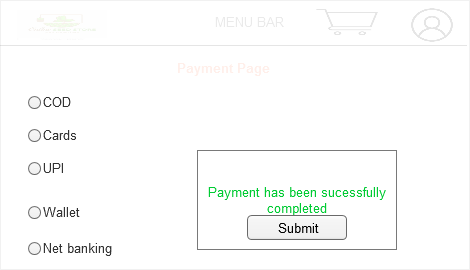 MENU BAR
Payment Page
COD
Cards
UPI
Wallet
Net banking
Payment has been sucessfully
completed
Submit